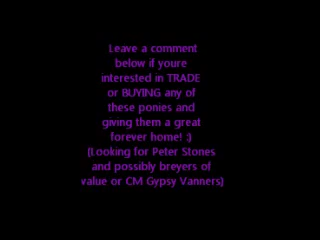 Leave a comment
below if youre
interested in TRADE
or BUYING any of
these ponies and
giving them a great
forever home! :)
(Looking for Peter Stones
and possibly breyers of
value or CM Gypsy Vanners)